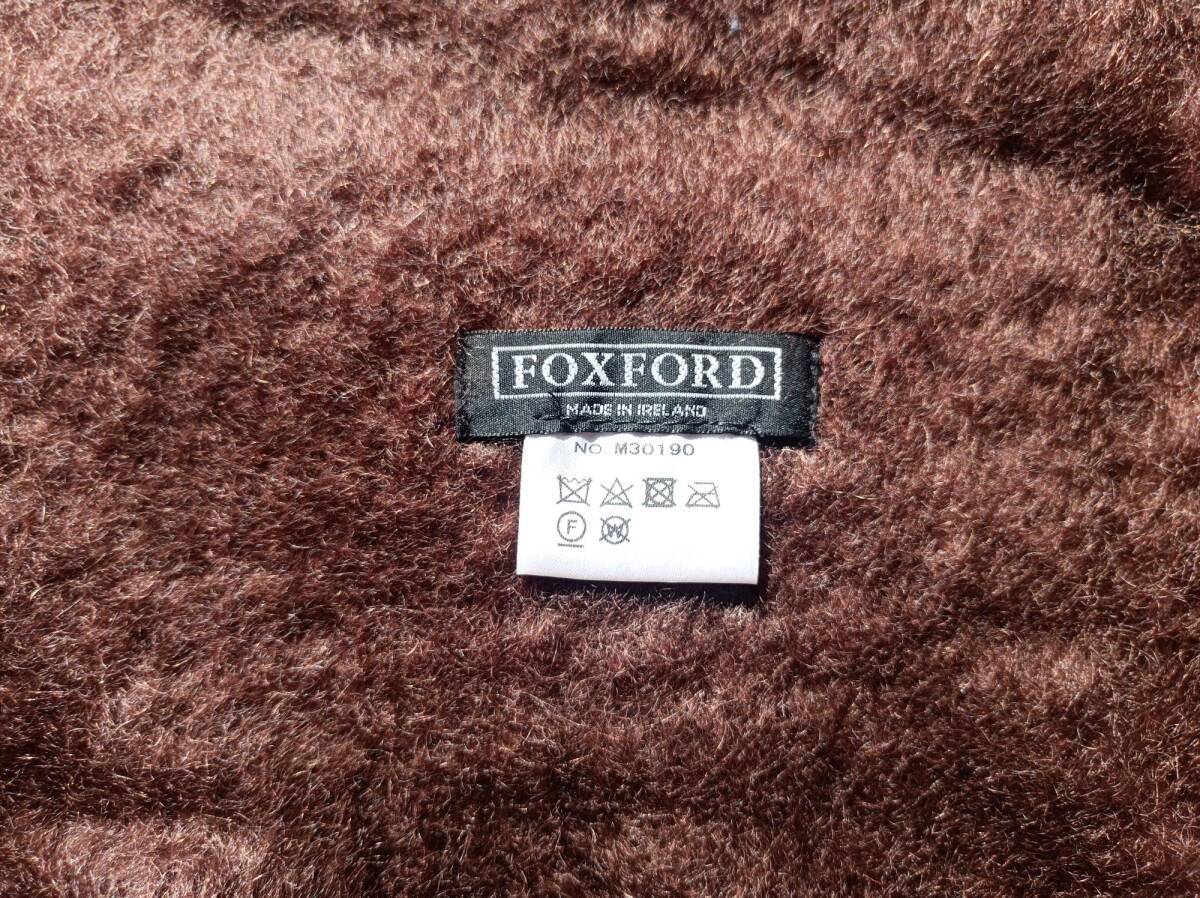 FOXFORD
MADE IN IRELAND
No. M30190
F
W